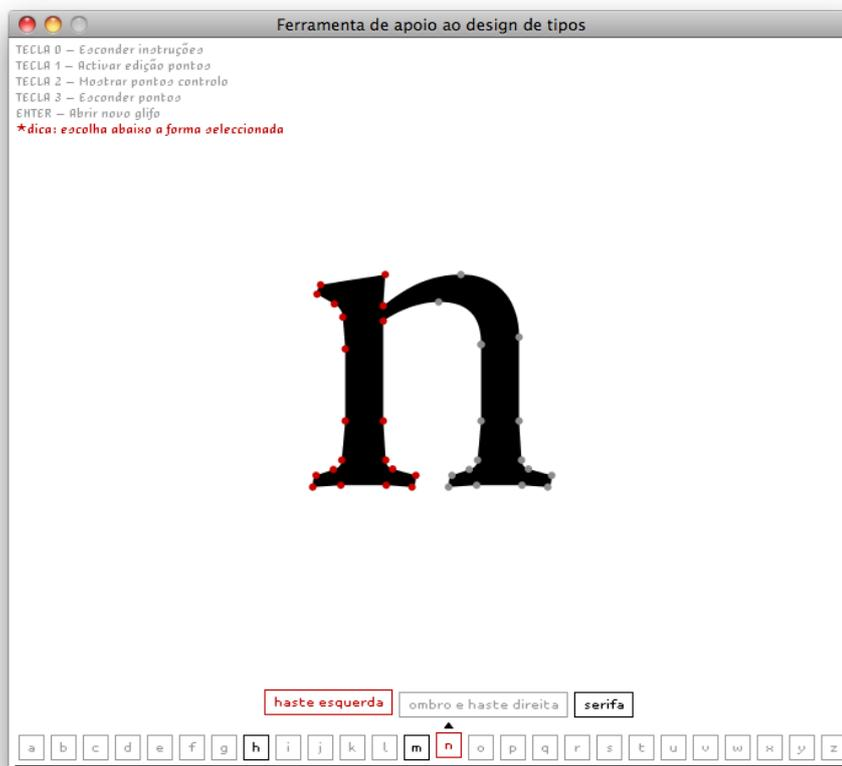 Ferramenta de apoio ao design de tipos
TECLA 0 – Esconder instruções
TECLA 1 – Activar edição pontos
TECLA 2 – Mostrar pontos controlo
TECLA 3 – Esconder pontos
ENTER – Abrir novo glifo
*dica: escolha abaixo a forma seleccionada
n
haste esquerda ombro e haste direita serifa
a b c d e f g h i j k l m n o p q r s t u v w x y z